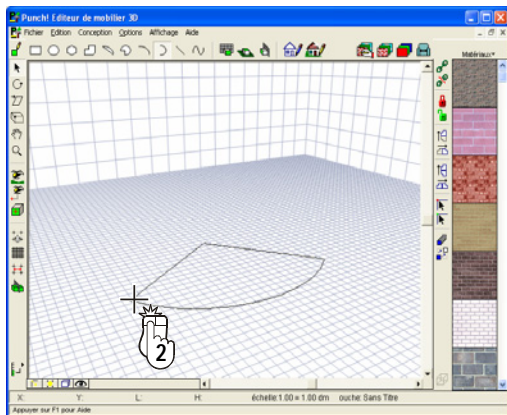 Punch! Editeur de mobilier 3D
Fichier Edition Conception Options Affichage Aide
Matériaux
2
X: Y: L: H: échelle:1.00 = 1.00 dm ouche: Sans Titre
Appuyer sur F1 pour Aide